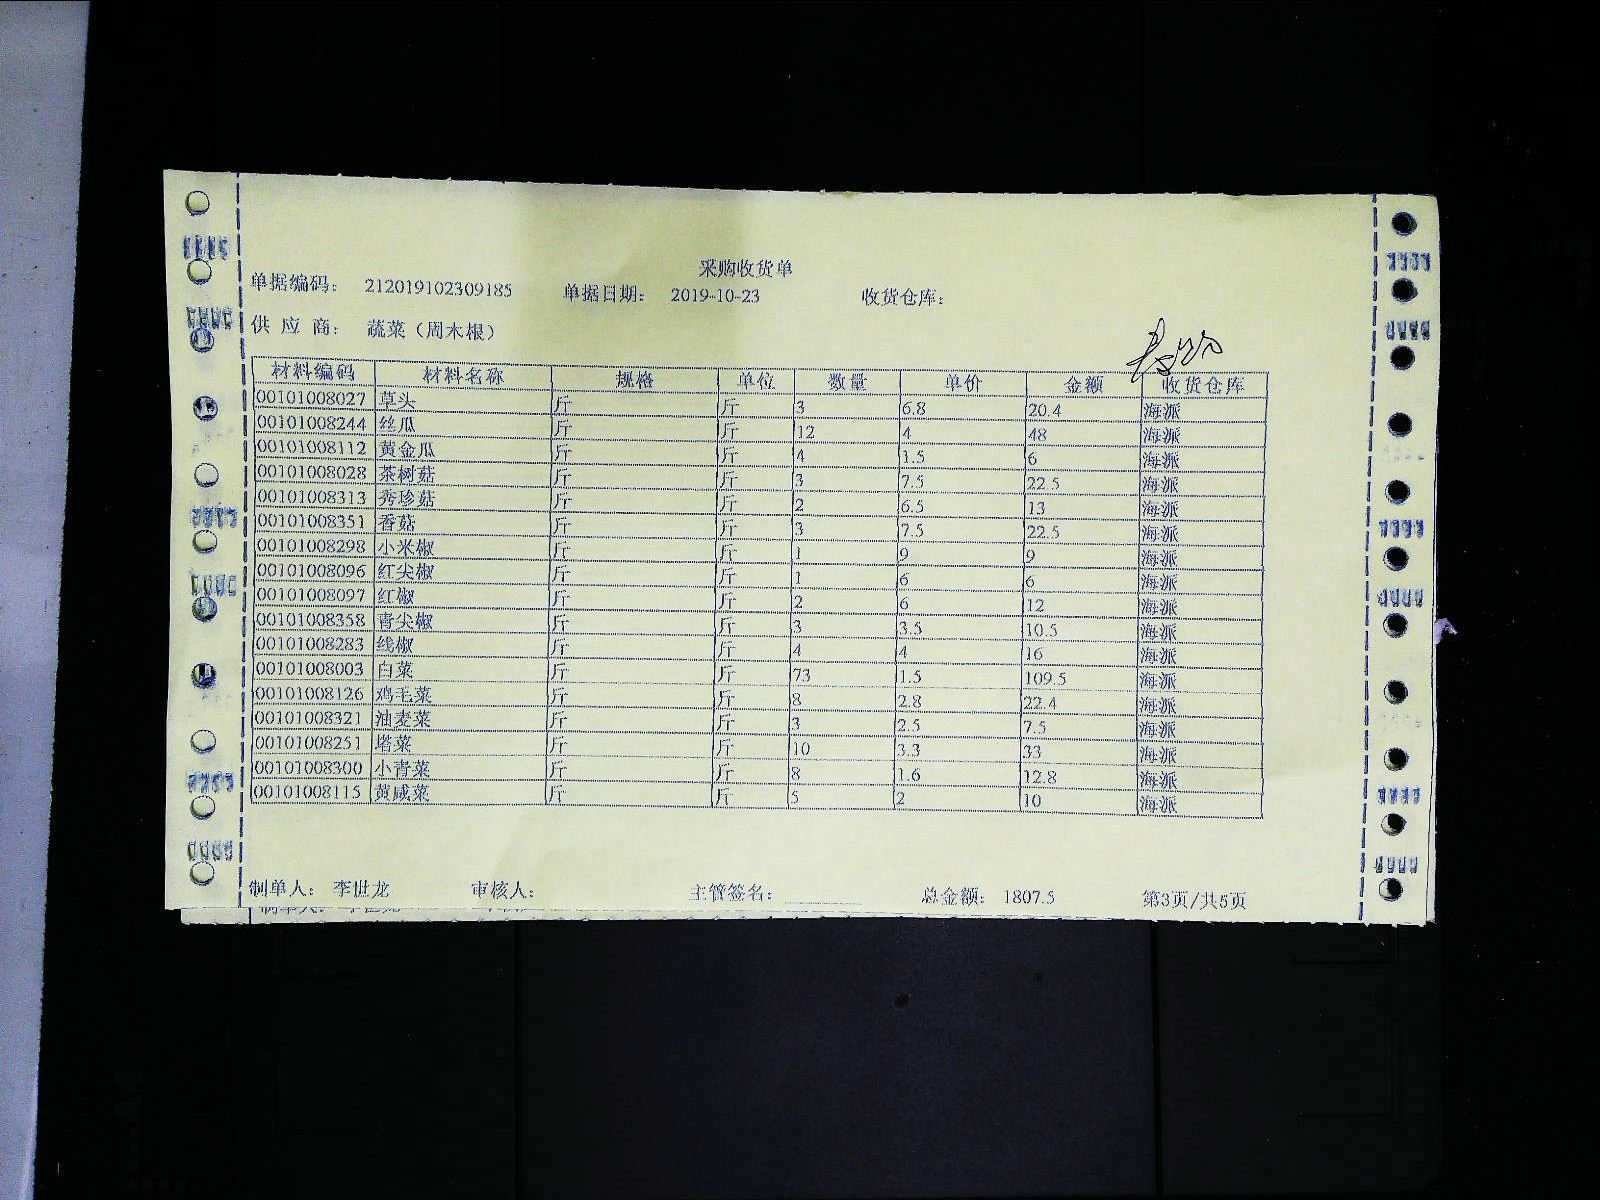 采购收货单
单据编码： 212019102309185 单据日期： 2019-10-23 收货仓库：
供 应 商： 蔬菜（周木根）
材料编码 材料名称 规格 单位 数量 单价 金额 收货仓库
00101008027 草头 斤 斤 3 6.8 20.4 海派
00101008244 丝瓜 斤 斤 12 4 48 海派
00101008112 黄金瓜 斤 斤 4 1.5 6 海派
00101008028 茶树菇 斤 斤 3 7.5 22.5 海派
00101008313 秀珍菇 斤 斤 2 6.5 13 海派
00101008351 香菇 斤 斤 3 7.5 22.5 海派
00101008298 小米椒 斤 斤 1 9 9 海派
00101008096 红尖椒 斤 斤 1 6 6 海派
00101008097 红椒 斤 斤 2 6 12 海派
00101008358 青尖椒 斤 斤 3 3.5 10.5 海派
00101008283 线椒 斤 斤 4 4 16 海派
00101008003 白菜 斤 斤 73 1.5 109.5 海派
00101008126 鸡毛菜 斤 斤 8 2.8 22.4 海派
00101008321 油麦菜 斤 斤 3 2.5 7.5 海派
00101008251 塔菜 斤 斤 10 3.3 33 海派
00101008300 小青菜 斤 斤 8 1.6 12.8 海派
00101008115 黄咸菜 斤 斤 5 2 10 海派
制单人： 李世龙 审核人： 主管签名： 总金额： 1807.5 第3页/共5页